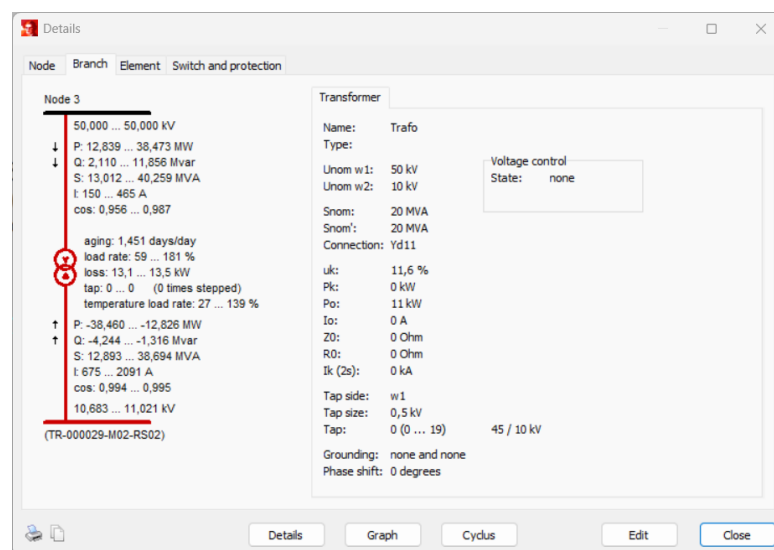 Details
Node Branch Element Switch and protection
Node 3
50,000 ... 50,000 kV
↓ P: 12,839 ... 38,473 MW
↓ Q: 2,110 ... 11,856 Mvar
S: 13,012 ... 40,259 MVA
I: 150 ... 465 A
cos: 0,956 ... 0,987
aging: 1,451 days/day
load rate: 59 ... 181 %
loss: 13,1 ... 13,5 kW
tap: 0 ... 0 (0 times stepped)
temperature load rate: 27 ... 139 %
↑ P: -38,460 ... -12,826 MW
↑ Q: -4,244 ... -1,316 Mvar
S: 12,893 ... 38,694 MVA
I: 675 ... 2091 A
cos: 0,994 ... 0,995
10,683 ... 11,021 kV
(TR-000029-M02-RS02)
Transformer
Name: Trafo
Type:
Unom w1: 50 kV
Unom w2: 10 kV
Voltage control
State: none
Snom: 20 MVA
Snom': 20 MVA
Connection: Yd11
uk: 11,6 %
Pk: 0 kW
Po: 11 kW
Io: 0 A
Z0: 0 Ohm
R0: 0 Ohm
Ik (2s): 0 kA
Tap side: w1
Tap size: 0,5 kV
Tap: 0 (0 ... 19) 45 / 10 kV
Grounding: none and none
Phase shift: 0 degrees
Details Graph Cyclus Edit Close